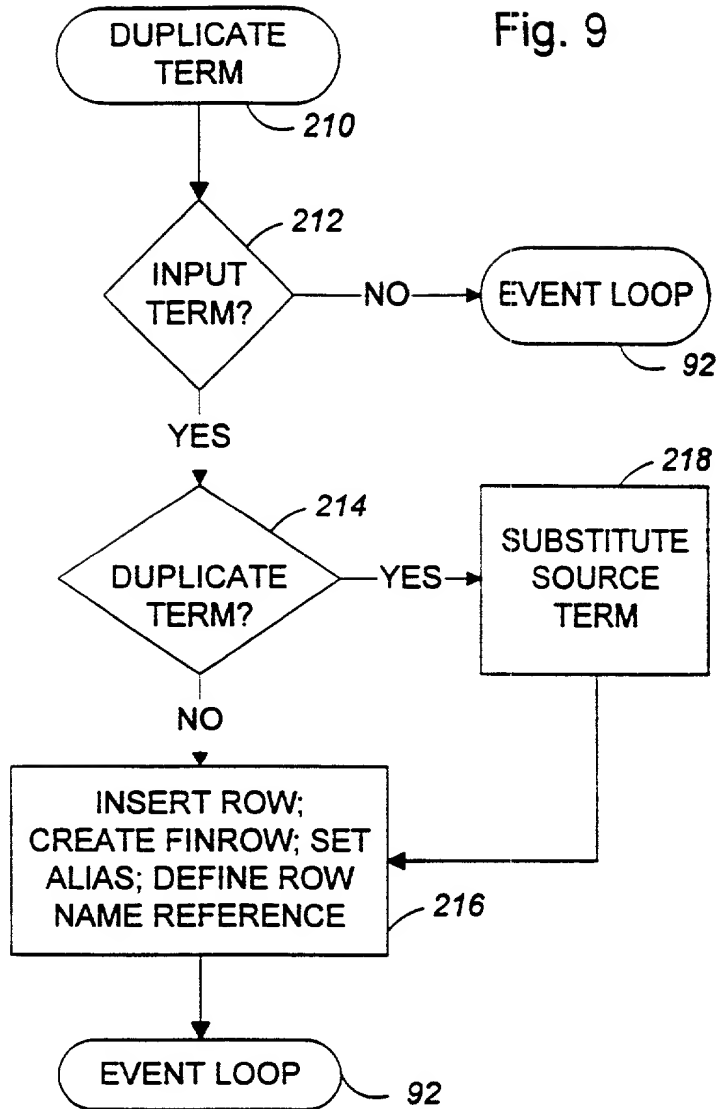 Fig. 9
DUPLICATE
TERM
210
212
INPUT
TERM?
NO
EVENT LOOP
92
YES
218
214
SUBSTITUTE
SOURCE
TERM
DUPLICATE
TERM?
YES
NO
INSERT ROW;
CREATE FINROW; SET
ALIAS; DEFINE ROW
NAME REFERENCE
216
EVENT LOOP
92